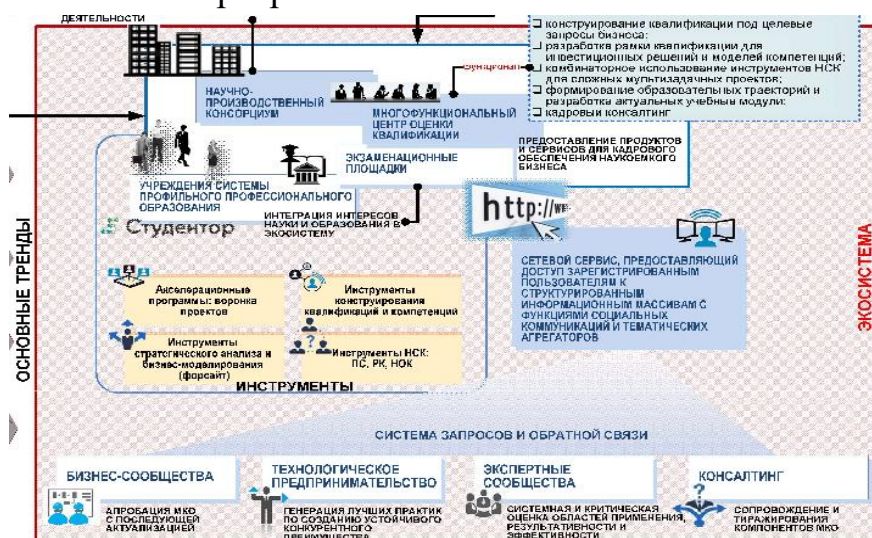 ДЕЯТЕЛЬНОСТИ
конструирование квалификации под целевые
запросы бизнеса;
разработка рамки квалификации для
инвестиционных решений и моделей компетенций;
комбинаторное использование инструментов НСК
для сложных мультизадачных проектов;
формирование образовательных траекторий и
разработка актуальных учебные модули;
кадровый консалтинг
НАУЧНО-
ПРОИЗВОДСТВЕННЫЙ
КОНСОРЦИУМ
МНОГОФУНКЦИОНАЛЬНЫЙ
ЦЕНТР ОЦЕНКИ
КВАЛИФИКАЦИИ
ПРЕДОСТАВЛЕНИЕ ПРОДУКТОВ
И СЕРВИСОВ ДЛЯ КАДРОВОГО
ОБЕСПЕЧЕНИЯ НАУКОЕМКОГО
БИЗНЕСА
ЭКЗАМЕНАЦИОННЫЕ
ПЛОЩАДКИ
УЧРЕЖДЕНИЯ СИСТЕМЫ
ПРОФИЛЬНОГО ПРОФЕССИОНАЛЬНОГО
ОБРАЗОВАНИЯ
ИНТЕГРАЦИЯ ИНТЕРЕСОВ
НАУКИ И ОБРАЗОВАНИЯ В
ЭКОСИСТЕМУ
Студентор
http://
СЕТЕВОЙ СЕРВИС, ПРЕДОСТАВЛЯЮЩИЙ
ДОСТУП ЗАРЕГИСТРИРОВАННЫМ
ПОЛЬЗОВАТЕЛЯМ К
СТРУКТУРИРОВАННЫМ
ИНФОРМАЦИОННЫМ МАССИВАМ С
ФУНКЦИЯМИ СОЦИАЛЬНЫХ
КОММУНИКАЦИЙ И ТЕМАТИЧЕСКИХ
АГРЕГАТОРОВ
ОСНОВНЫЕ ТРЕНДЫ
ЭКОСИСТЕМА
Акселерационные
программы: воронка
проектов
Инструменты
конструирования
квалификаций и компетенций
Инструменты
стратегического анализа и
бизнес-моделирования
(форсайт)
Инструменты НСК:
ПС, РК, НОК
ИНСТРУМЕНТЫ
СИСТЕМА ЗАПРОСОВ И ОБРАТНОЙ СВЯЗИ
БИЗНЕС-СООБЩЕСТВА
АПРОБАЦИЯ МКО
С ПОСЛЕДУЮЩЕЙ
АКТУАЛИЗАЦИЕЙ
ТЕХНОЛОГИЧЕСКОЕ
ПРЕДПРИНИМАТЕЛЬСТВО
ГЕНЕРАЦИЯ ЛУЧШИХ ПРАКТИК
ПО СОЗДАНИЮ УСТОЙЧИВОГО
КОНКУРЕНТНОГО
ПРЕИМУЩЕСТВА
ЭКСПЕРТНЫЕ
СООБЩЕСТВА
СИСТЕМНАЯ И КРИТИЧЕСКАЯ
ОЦЕНКА ОБЛАСТЕЙ ПРИМЕНЕНИЯ,
РЕЗУЛЬТАТИВНОСТИ И
ЭФФЕКТИВНОСТИ
КОНСАЛТИНГ
СОПРОВОЖДЕНИЕ И
ТИРАЖИРОВАНИЯ
КОМПОНЕНТОВ МКО